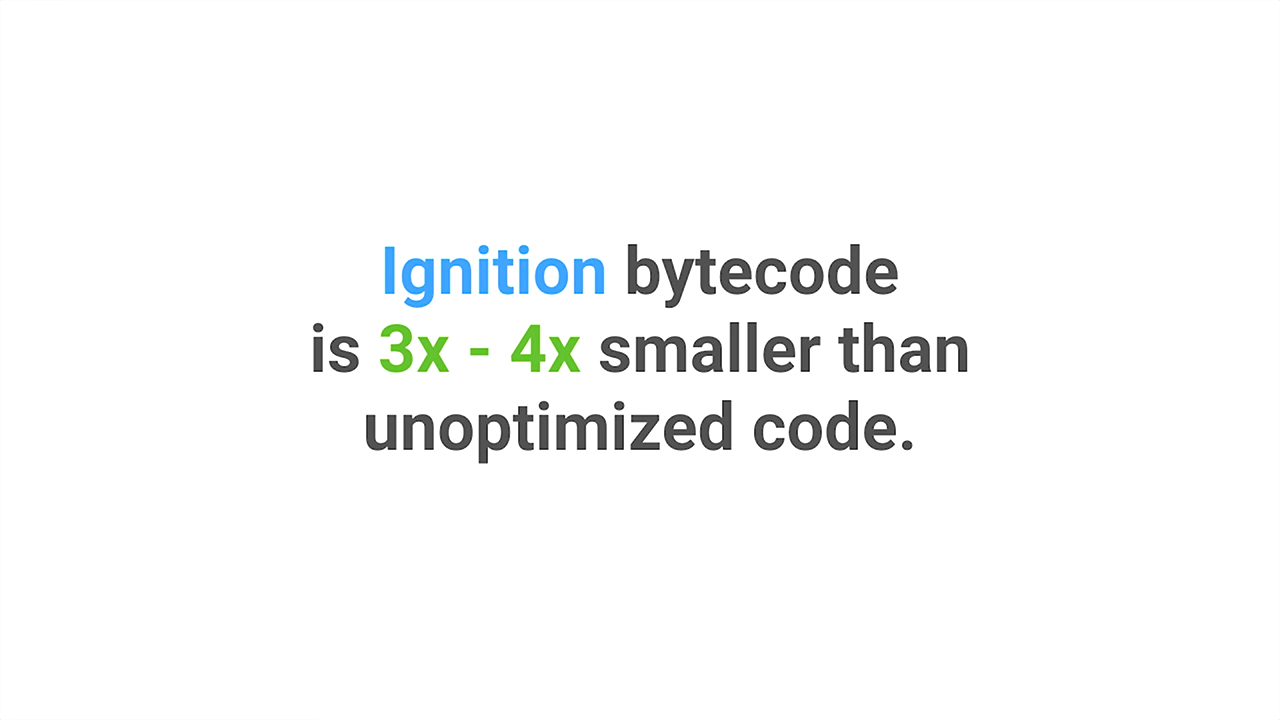 Ignition bytecode
is 3x - 4x smaller than
unoptimized code.